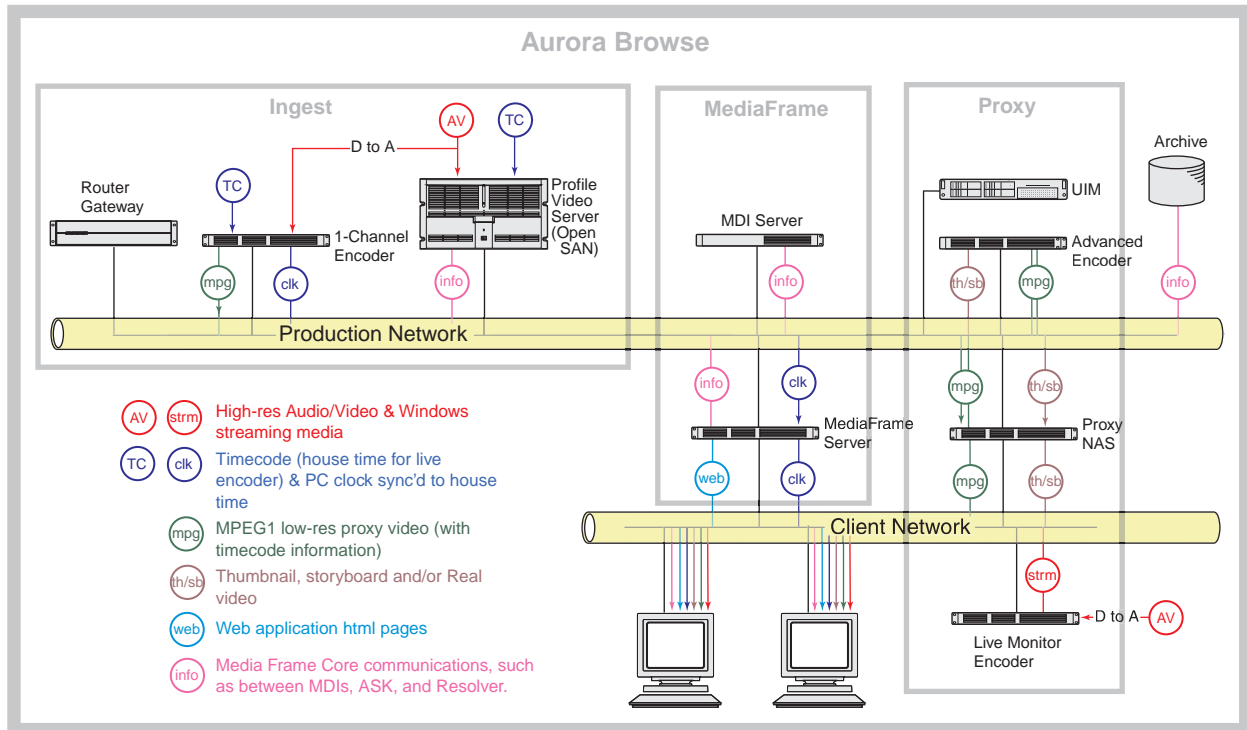 Aurora Browse
Ingest
MediaFrame
Proxy
AV
TC
D to A
TC
Router
Gateway
1-Channel
Encoder
Profile
Video
Server
(Open
SAN)
MDI Server
UIM
Advanced
Encoder
Archive
mpg
clk
info
info
th/sb
mpg
info
Production Network
info
clk
mpg
th/sb
MediaFrame
Server
Proxy
NAS
web
clk
mpg
th/sb
Client Network
strm
D to A
AV
Live Monitor
Encoder
AV
strm
High-res Audio/Video & Windows
streaming media
TC
clk
Timecode (house time for live
encoder) & PC clock sync’d to house
time
mpg
MPEG1 low-res proxy video (with
timecode information)
th/sb
Thumbnail, storyboard and/or Real
video
web
Web application html pages
info
Media Frame Core communications, such
as between MDIs, ASK, and Resolver.